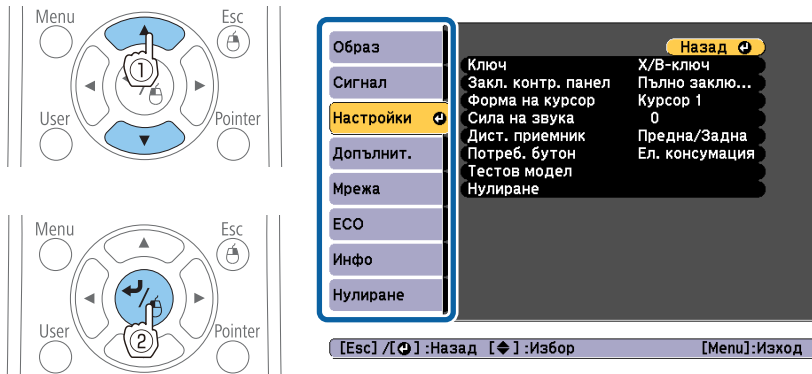 Menu
Esc
①
User
Pointer
Menu
Esc
User
②
Pointer
Образ
Сигнал
Настройки
Допълнит.
Мрежа
ECO
Инфо
Нулиране
Назад
Ключ Х/В-ключ
Закл. контр. панел Пълно заклю...
Форма на курсор Курсор 1
Сила на звука 0
Дист. приемник Предна/Задна
Потреб. бутон Ел. консумация
Тестов модел
Нулиране
[Esc] /[ ] :Назад [ ] :Избор [Menu]:Изход